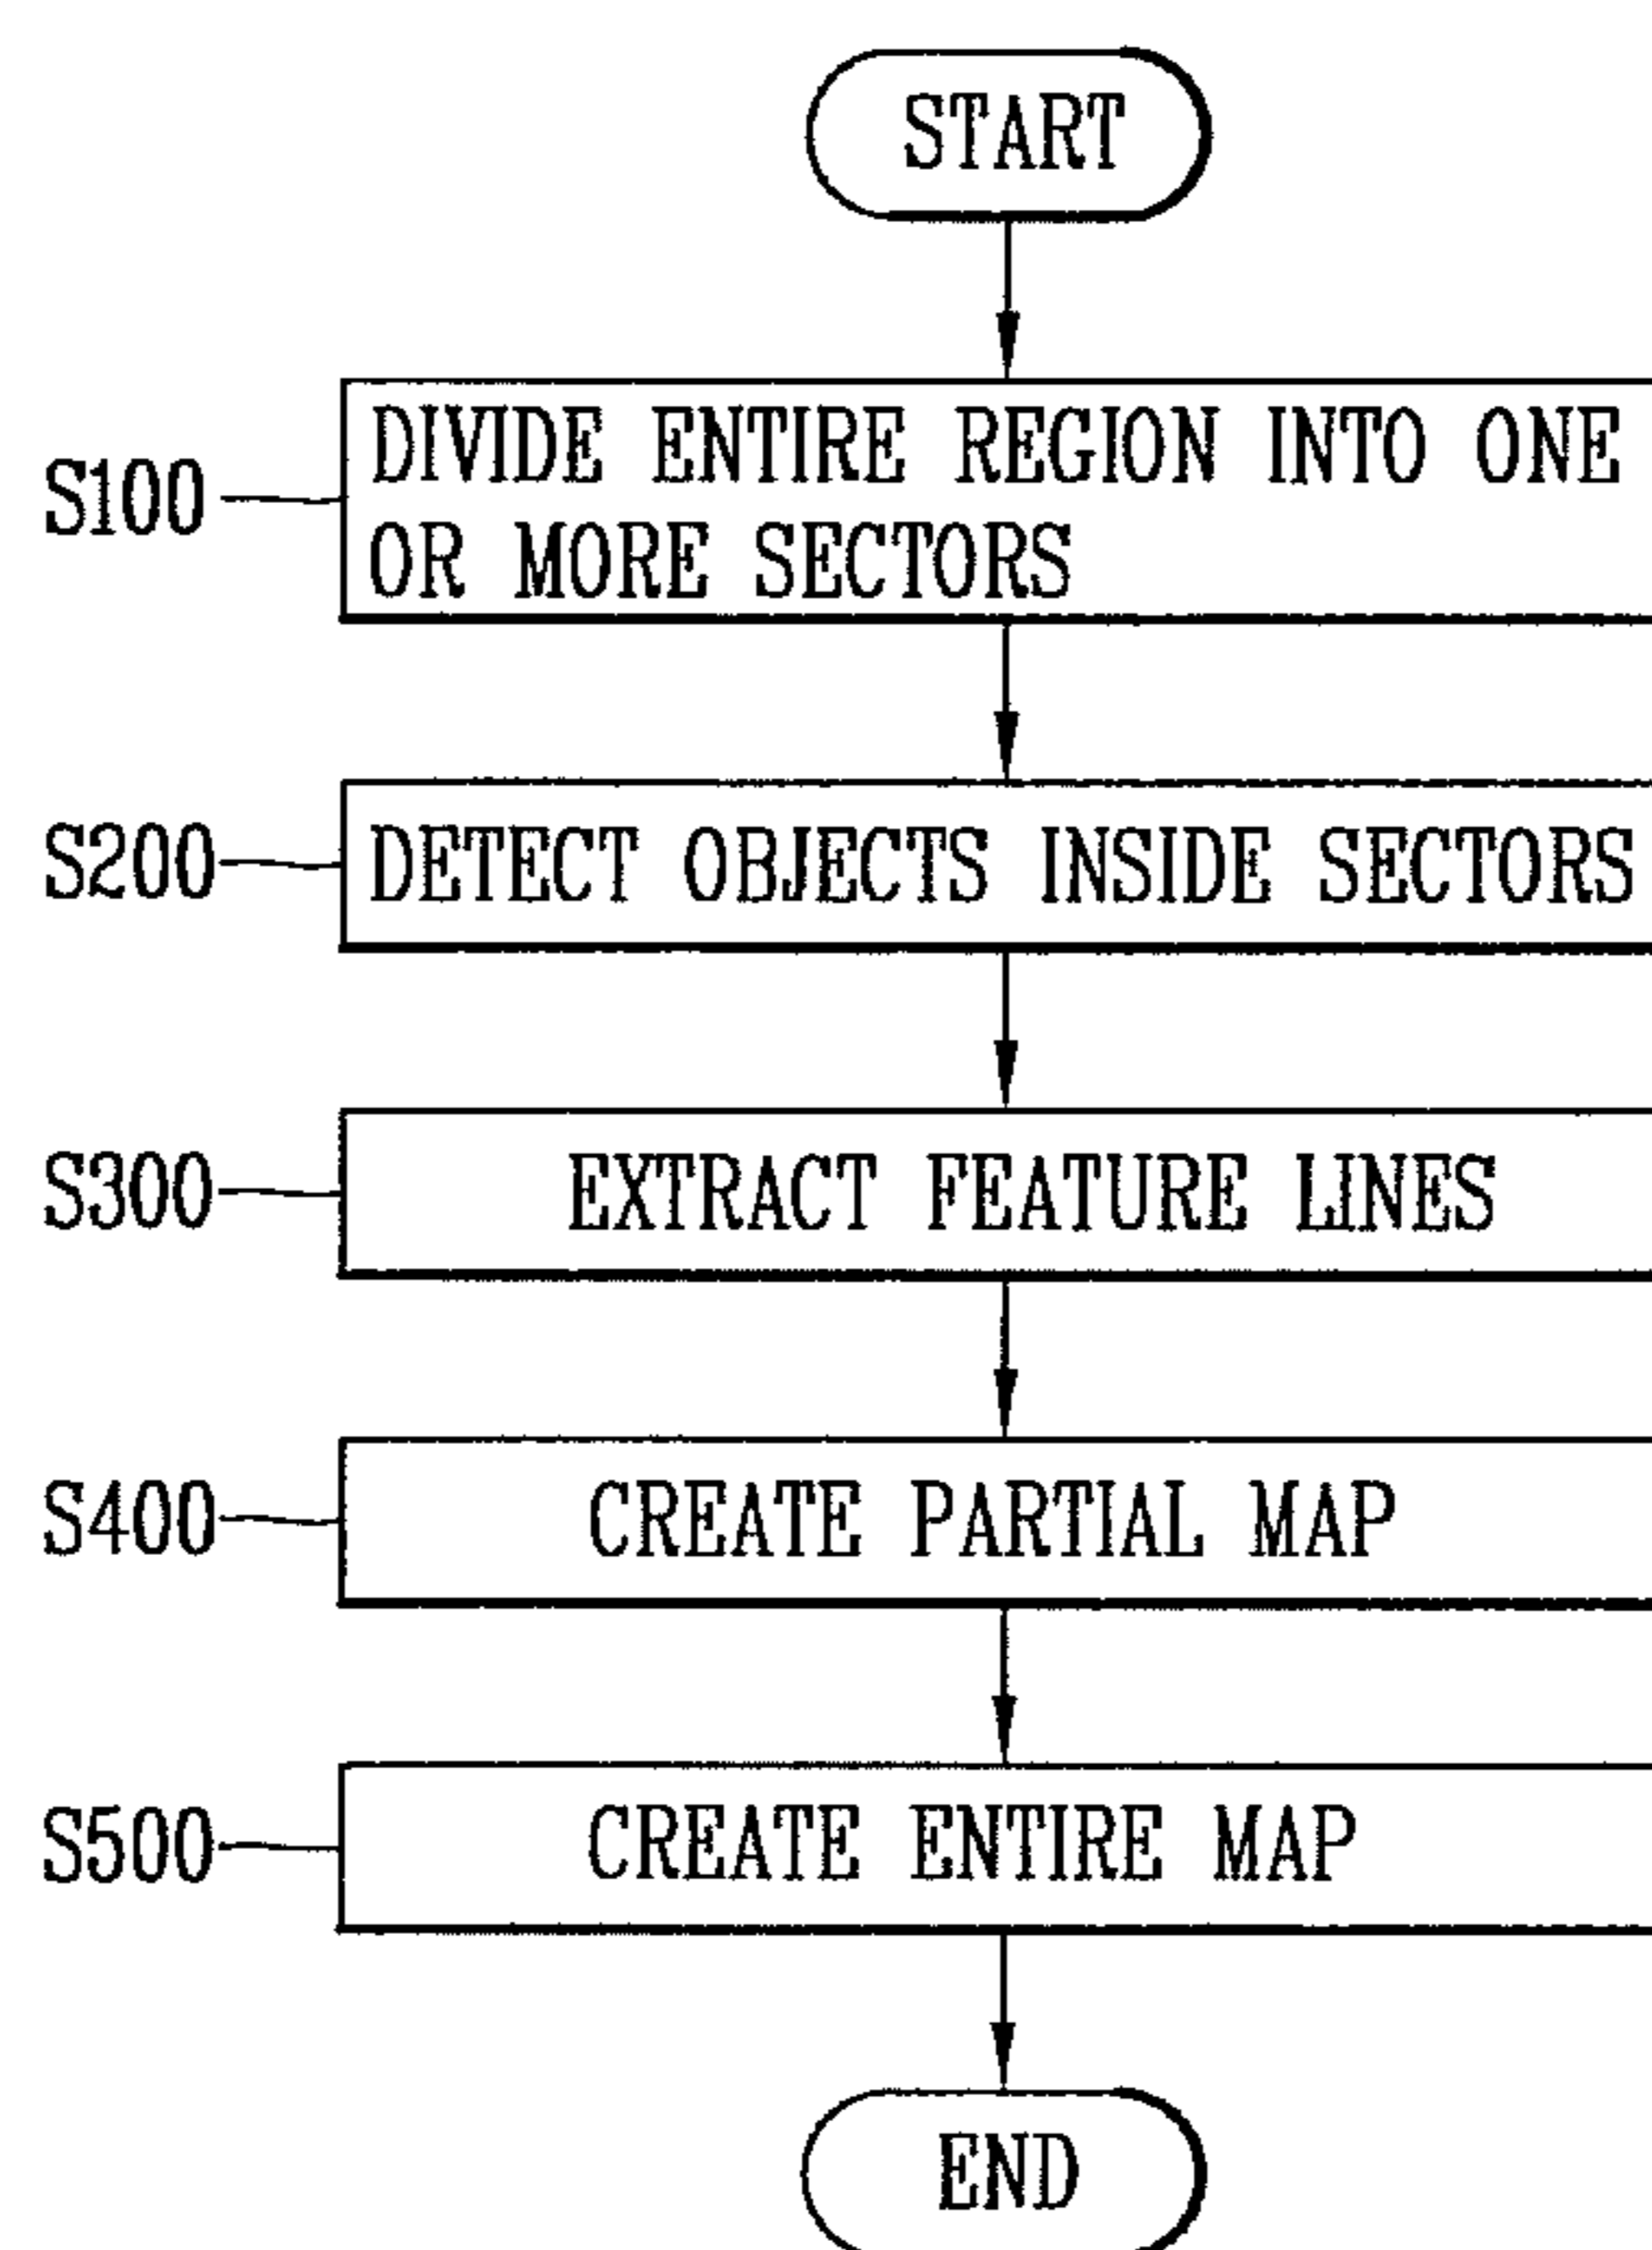 START
S100
DIVIDE ENTIRE REGION INTO ONE
OR MORE SECTORS
S200
DETECT OBJECTS INSIDE SECTORS
S300
EXTRACT FEATURE LINES
S400
CREATE PARTIAL MAP
S500
CREATE ENTIRE MAP
END